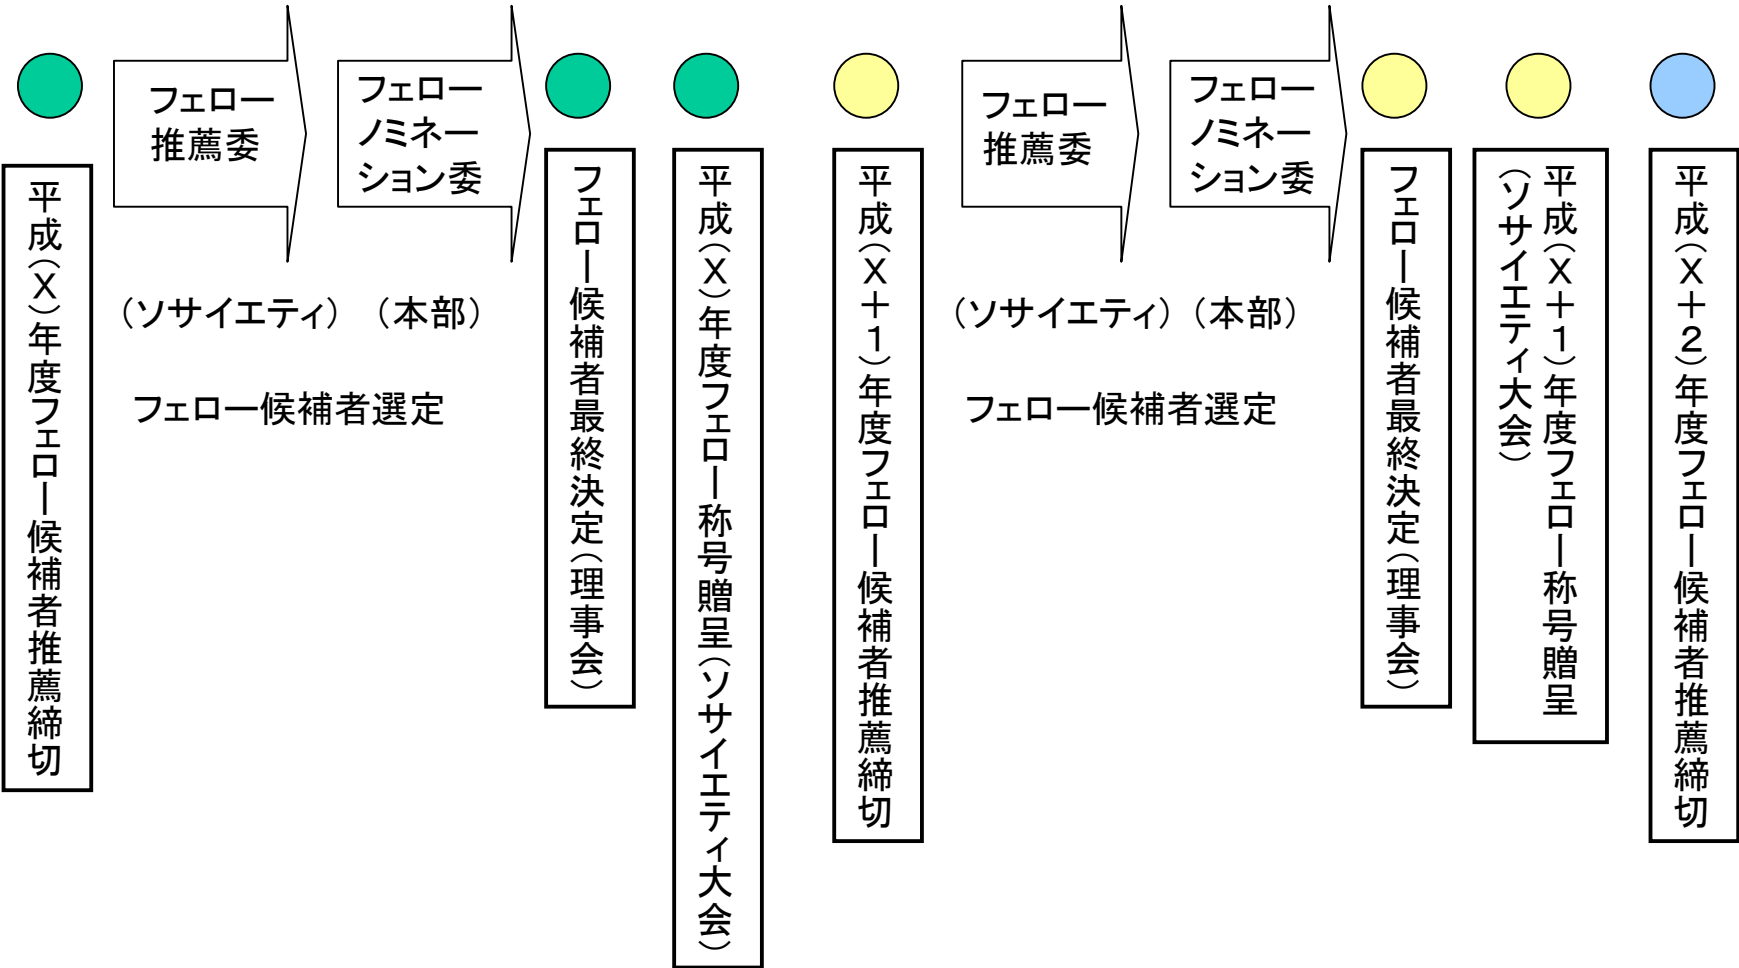 平成（X）年度フェロー候補者推薦締切
フェロー
推薦委
フェロー
ノミネー
ション委
（ソサイエティ）（本部）
フェロー候補者選定
フェロー候補者最終決定（理事会）
平成（X）年度フェロー称号贈呈（ソサイエティ大会）
平成（X＋１）年度フェロー候補者推薦締切
フェロー
推薦委
フェロー
ノミネー
ション委
（ソサイエティ）（本部）
フェロー候補者選定
フェロー候補者最終決定（理事会）
平成（X＋１）年度フェロー称号贈呈
（ソサイエティ大会）
平成（X＋２）年度フェロー候補者推薦締切